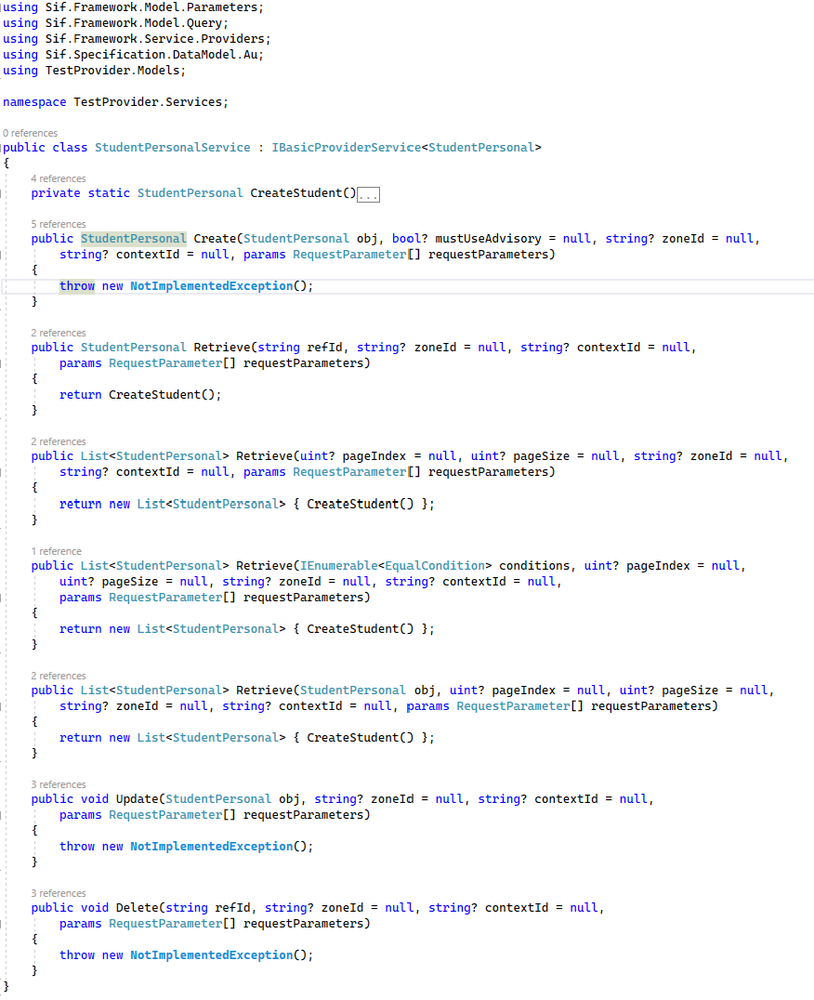 using Sif.Framework.Model.Parameters;
using Sif.Framework.Model.Query;
using Sif.Framework.Service.Providers;
using Sif.Specification.DataModel.Au;
using TestProvider.Models;

namespace TestProvider.Services;

0 references
public class StudentPersonalService : IBasicProviderService<StudentPersonal>
{
    4 references
    private static StudentPersonal CreateStudent()...

    5 references
    public StudentPersonal Create(StudentPersonal obj, bool? mustUseAdvisory = null, string? zoneId = null,
        string? contextId = null, params RequestParameter[] requestParameters)
    {
        throw new NotImplementedException();
    }

    2 references
    public StudentPersonal Retrieve(string refId, string? zoneId = null, string? contextId = null,
        params RequestParameter[] requestParameters)
    {
        return CreateStudent();
    }

    2 references
    public List<StudentPersonal> Retrieve(uint? pageIndex = null, uint? pageSize = null, string? zoneId = null,
        string? contextId = null, params RequestParameter[] requestParameters)
    {
        return new List<StudentPersonal> { CreateStudent() };
    }

    1 reference
    public List<StudentPersonal> Retrieve(IEnumerable<EqualCondition> conditions, uint? pageIndex = null,
        uint? pageSize = null, string? zoneId = null, string? contextId = null,
        params RequestParameter[] requestParameters)
    {
        return new List<StudentPersonal> { CreateStudent() };
    }

    2 references
    public List<StudentPersonal> Retrieve(StudentPersonal obj, uint? pageIndex = null, uint? pageSize = null,
        string? zoneId = null, string? contextId = null, params RequestParameter[] requestParameters)
    {
        return new List<StudentPersonal> { CreateStudent() };
    }

    3 references
    public void Update(StudentPersonal obj, string? zoneId = null, string? contextId = null,
        params RequestParameter[] requestParameters)
    {
        throw new NotImplementedException();
    }

    3 references
    public void Delete(string refId, string? zoneId = null, string? contextId = null,
        params RequestParameter[] requestParameters)
    {
        throw new NotImplementedException();
    }
}